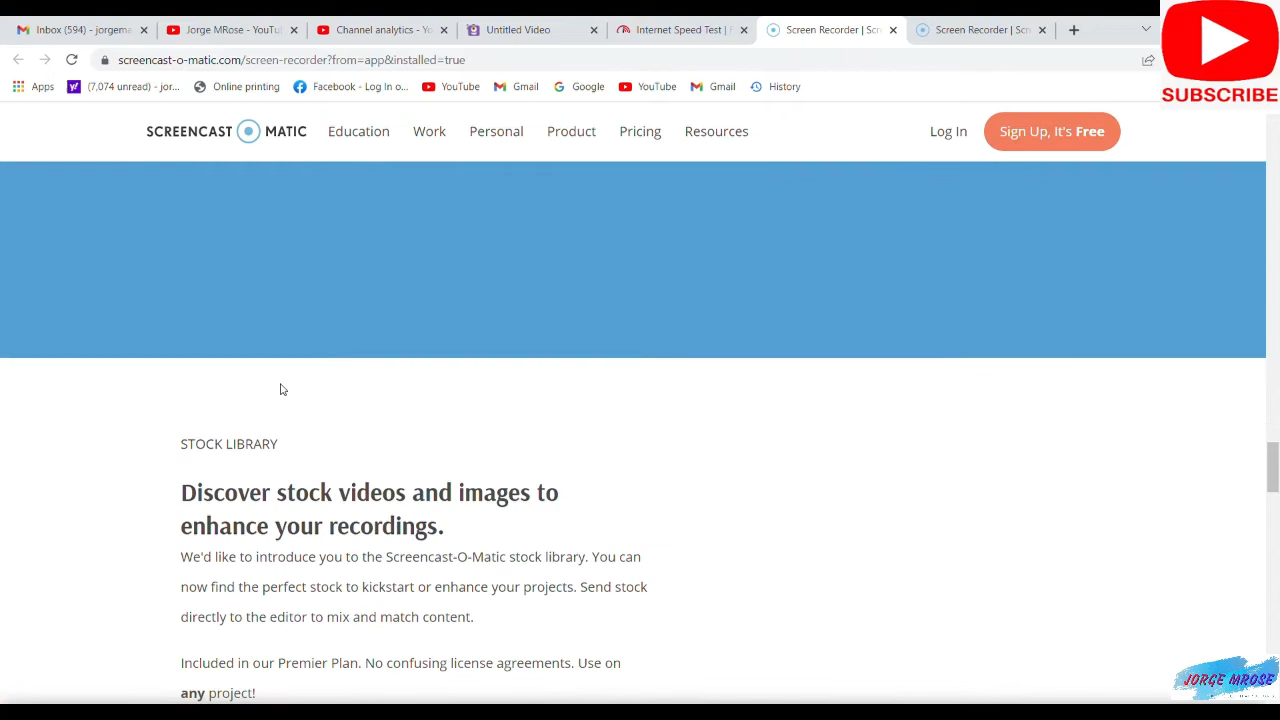 Inbox (594) - jorgema
Jorge MRose - YouTu
Channel analytics - Yo
Untitled Video
Internet Speed Test | F
Screen Recorder | Scr
Screen Recorder | Scr
screencast-o-matic.com/screen-recorder?from=app&installed=true
Apps
(7.074 unread) - jor...
Online printing
Facebook - Log In o...
YouTube
Gmail
Google
YouTube
Gmail
History
SUBSCRIBE
SCREENCAST MATIC
Education
Work
Personal
Product
Pricing
Resources
Log In
Sign Up, It's Free
STOCK LIBRARY
Discover stock videos and images to
enhance your recordings.
We'd like to introduce you to the Screencast-O-Matic stock library. You can
now find the perfect stock to kickstart or enhance your projects. Send stock
directly to the editor to mix and match content.
Included in our Premier Plan. No confusing license agreements. Use on
any project!
JORGE MROSE